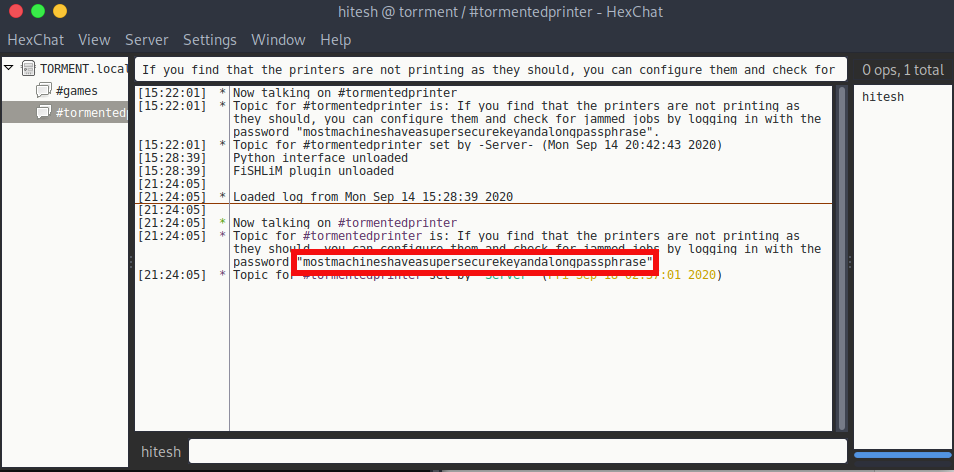 hitesh @ torrment / #tormentedprinter - HexChat
HexChat View Server Settings Window Help
TORMENT.local
#games
#tormentedp
If you find that the printers are not printing as they should, you can configure them and check for
0 ops, 1 total
hitesh
[15:22:01] * Now talking on #tormentedprinter
[15:22:01] * Topic for #tormentedprinter is: If you find that the printers are not printing as
they should, you can configure them and check for jammed jobs by logging in with the
password "mostmachineshaveasupersecurekeyandalongpassphrase".
[15:22:01] * Topic for #tormentedprinter set by -Server- (Mon Sep 14 20:42:43 2020)
[15:28:39] Python interface unloaded
[15:28:39] FiSHLiM plugin unloaded
[21:24:05]
[21:24:05] * Loaded log from Mon Sep 14 15:28:39 2020
[21:24:05]
[21:24:05] * Now talking on #tormentedprinter
[21:24:05] * Topic for #tormentedprinter is: If you find that the printers are not printing as
they should, you can configure them and check for jammed jobs by logging in with the
password "mostmachineshaveasupersecurekeyandalongpassphrase"
[21:24:05] * Topic for #tormentedprinter set by -Server- (Fri Sep 18 02:57:01 2020)
hitesh